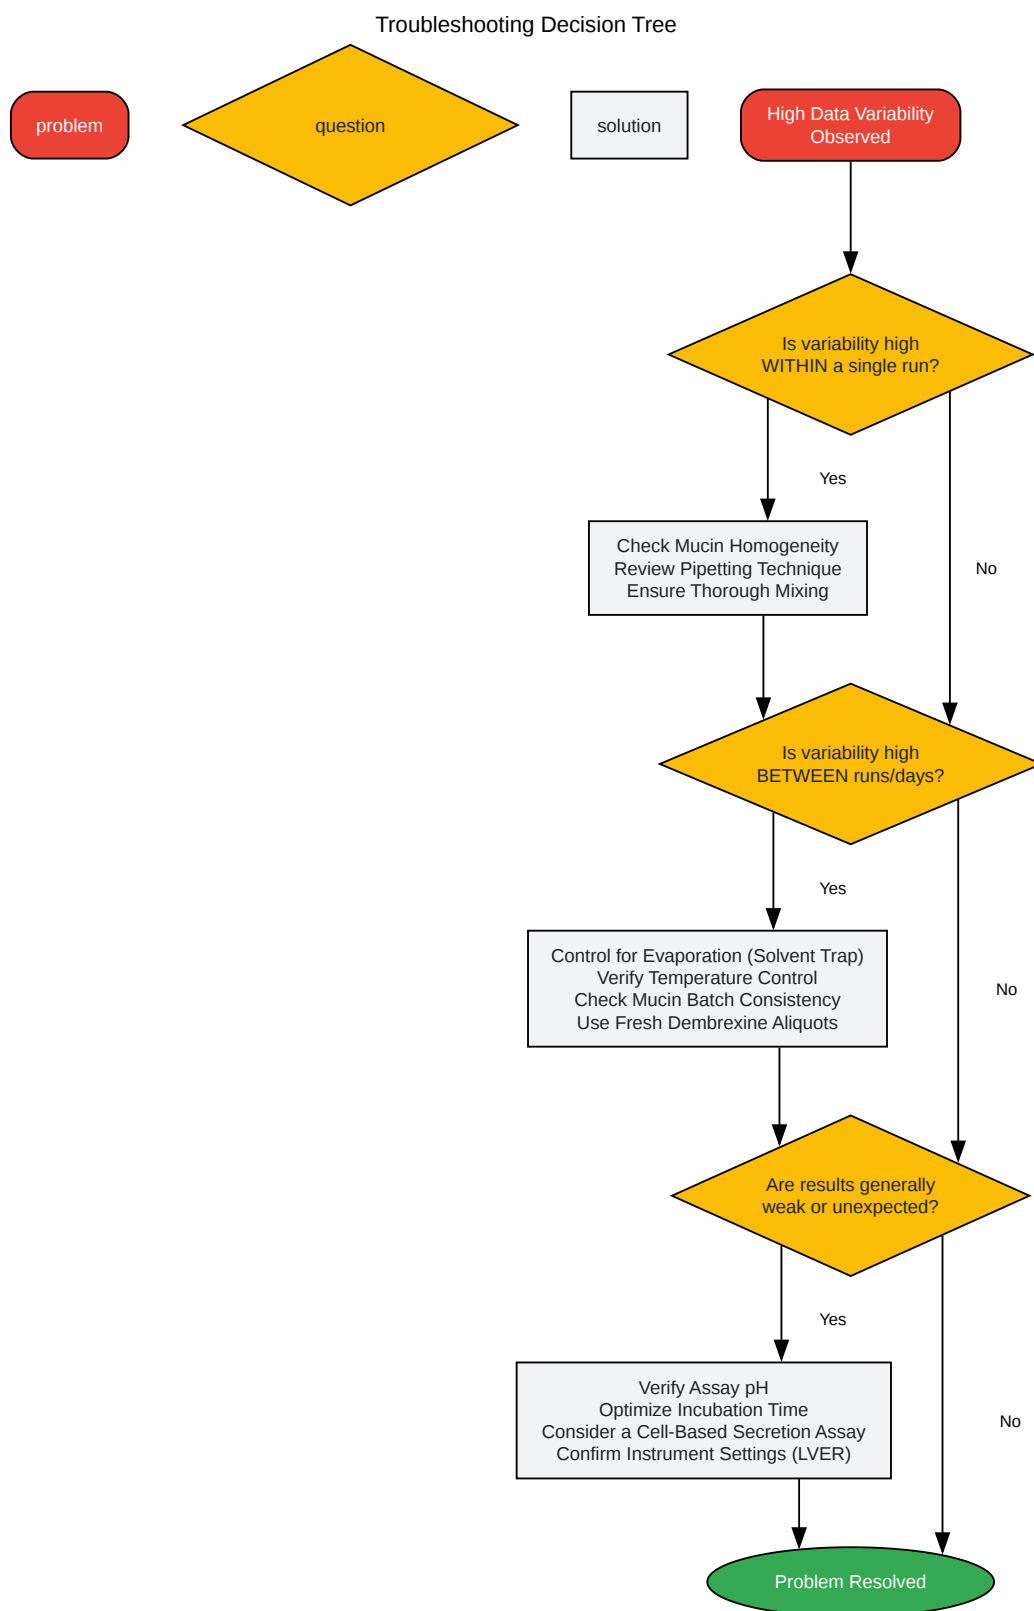 Troubleshooting Decision Tree
problem
question
solution
High Data Variability
Observed
Is variability high
WITHIN a single run?
Yes
Check Mucin Homogeneity
Review Pipetting Technique
Ensure Thorough Mixing
No
Is variability high
BETWEEN runs/days?
Yes
Control for Evaporation (Solvent Trap)
Verify Temperature Control
Check Mucin Batch Consistency
Use Fresh Dembrexine Aliquots
No
Are results generally
weak or unexpected?
Yes
Verify Assay pH
Optimize Incubation Time
Consider a Cell-Based Secretion Assay
Confirm Instrument Settings (LVER)
No
Problem Resolved